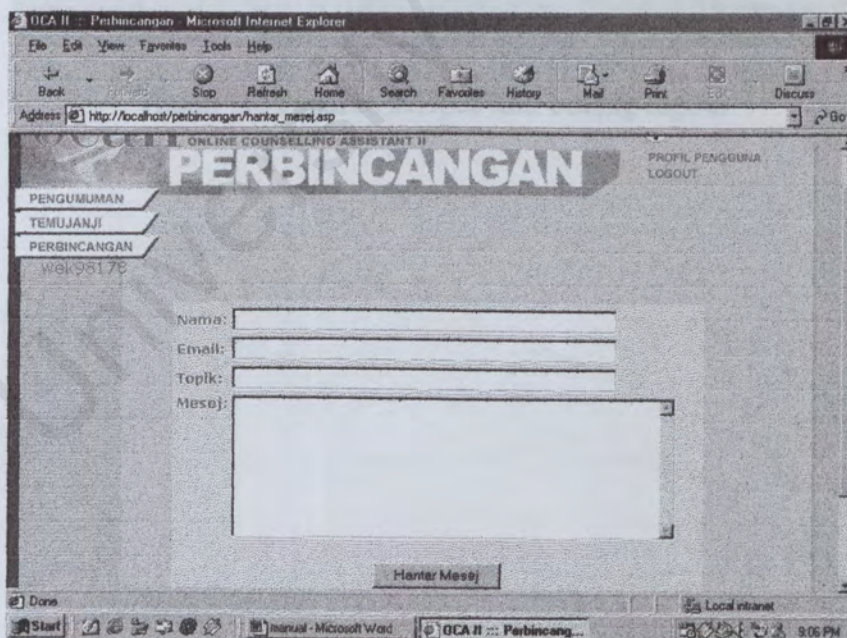 OCA II ::: Perbincangan - Microsoft Internet Explorer
File Edit View Favorites Tools Help
Back Stop Refresh Home Search Favorites History Mail Print Edit Discuss
Address http://localhost/perbincangan/hantar_mesej.asp Go
ONLINE COUNSELLING ASSISTANT II
PERBINCANGAN
PROFIL PENGGUNA
LOGOUT
PENGUMUMAN
TEMUJANJI
PERBINCANGAN
wek98178
Nama:
Email:
Topik:
Mesej:
Hantar Mesej
Done Local intranet
Start manual - Microsoft Word OCA II ::: Perbincang... 9:06 PM